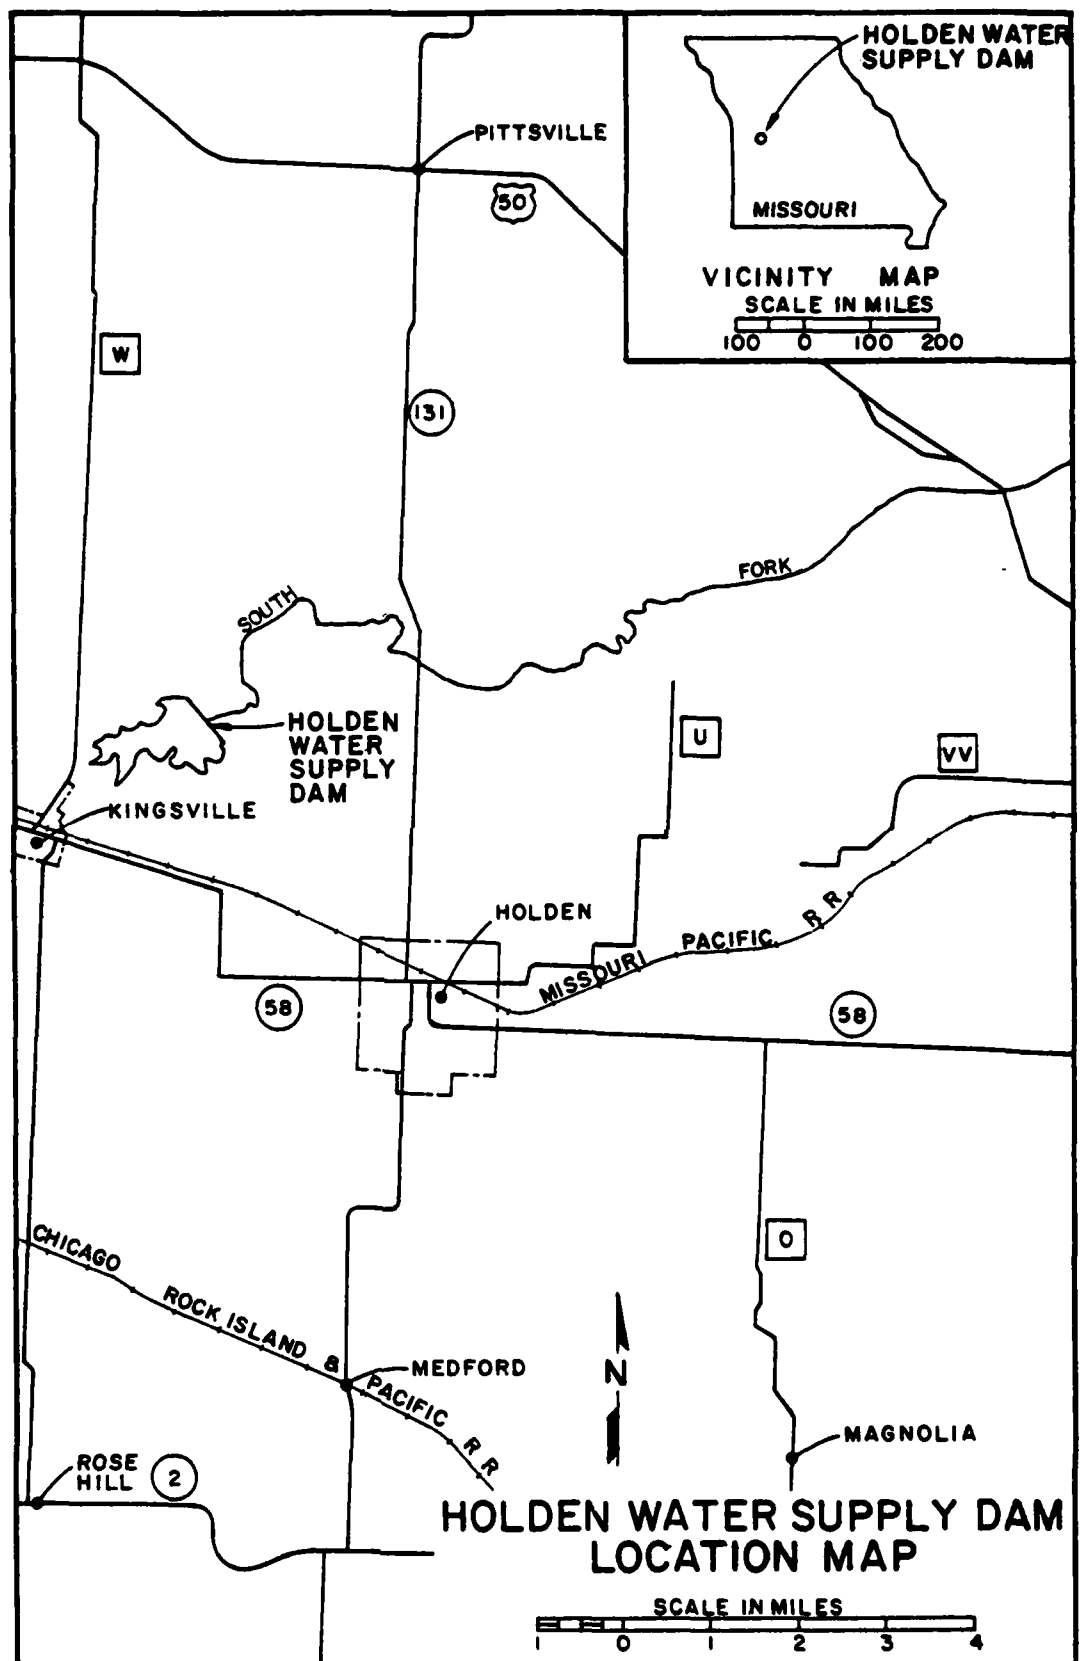 HOLDEN WATER
SUPPLY DAM
MISSOURI
VICINITY MAP
SCALE IN MILES
100 0 100 200
PITTSVILLE
50
W
131
FORK
SOUTH
HOLDEN
WATER
SUPPLY
DAM
U
VV
KINGSVILLE
HOLDEN
MISSOURI PACIFIC R R.
58
58
O
CHICAGO ROCK ISLAND & PACIFIC R R
MEDFORD
N
MAGNOLIA
ROSE
HILL
2
HOLDEN WATER SUPPLY DAM
LOCATION MAP
SCALE IN MILES
1 0 1 2 3 4